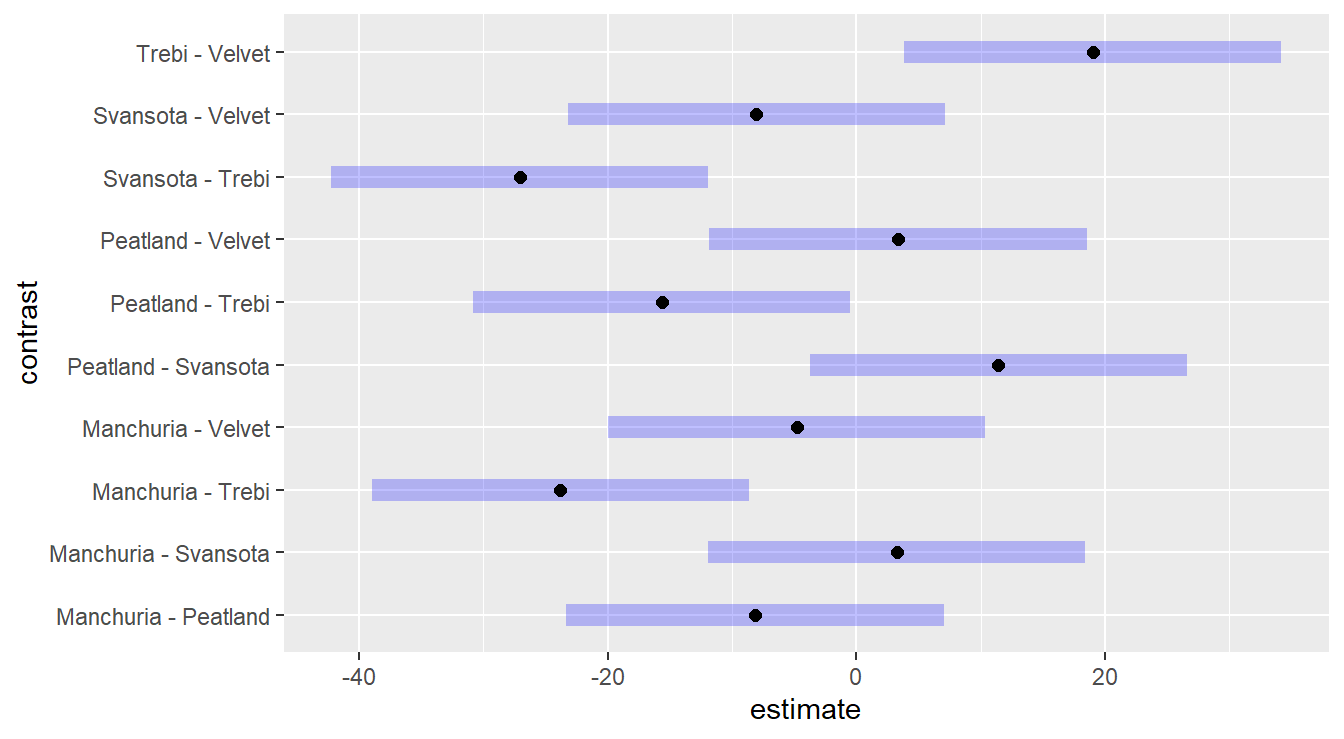 Trebi - Velvet
Svansota - Velvet
Svansota - Trebi
Peatland - Velvet
Peatland - Trebi
Peatland - Svansota
Manchuria - Velvet
Manchuria - Trebi
Manchuria - Svansota
Manchuria - Peatland
contrast
-40 -20 0 20
estimate